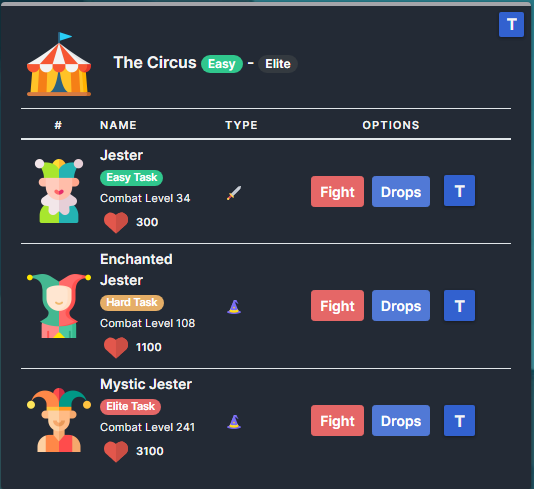 T
The Circus Easy - Elite
# NAME TYPE OPTIONS
Jester
Easy Task
Combat Level 34
300
Fight Drops T
Enchanted
Jester
Hard Task
Combat Level 108
1100
Fight Drops T
Mystic Jester
Elite Task
Combat Level 241
3100
Fight Drops T